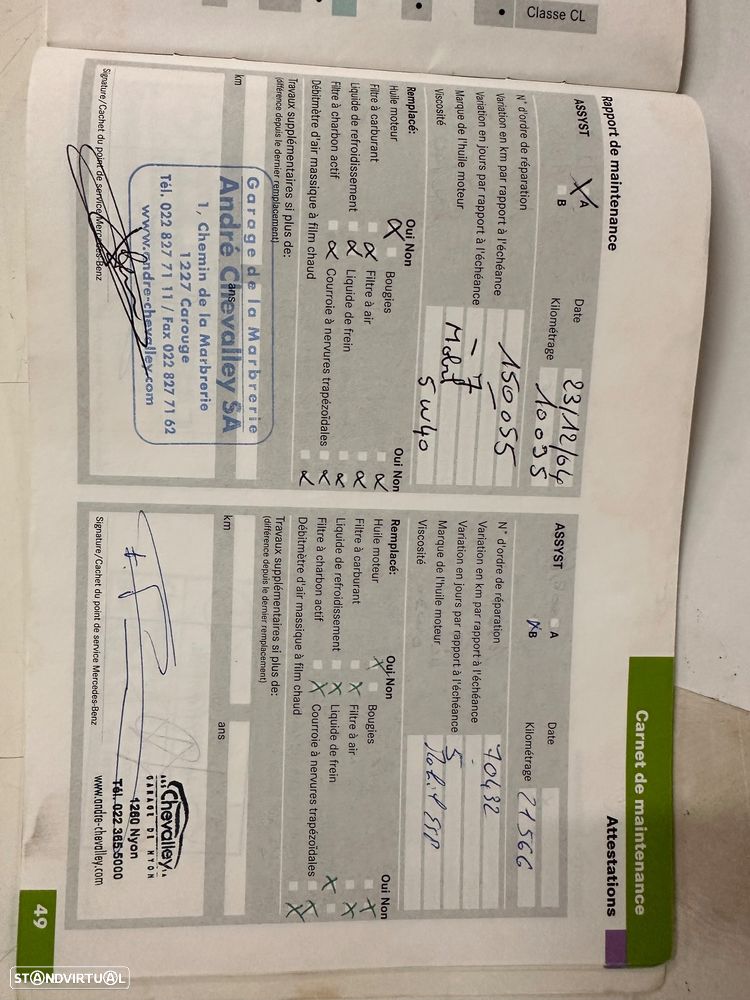 Classe CL
Carnet de maintenance
Attestations
Rapport de maintenance
ASSYST
X A
B
Date 23/12/04
Kilométrage 10095
N° d'ordre de réparation 150055
Variation en km par rapport à l'échéance —
Variation en jours par rapport à l'échéance - 7
Marque de l'huile moteur Mobil
Viscosité 5w40
Remplacé: Oui Non Oui Non
Huile moteur Bougies
Filtre à carburant Filtre à air
Liquide de refroidissement Liquide de frein
Filtre à charbon actif Courroie à nervures trapézoïdales
Débitmètre d'air massique à film chaud
Travaux supplémentaires si plus de:
(différence depuis le dernier remplacement)
km ans
Garage de la Marbrerie
André Chevalley SA
1, Chemin de la Marbrerie
1227 Carouge
Tél. 022 827 71 11 / Fax 022 827 71 62
www.andre-chevalley.com
Signature/Cachet du point de service Mercedes-Benz
ASSYST
A
X B
Date
Kilométrage 21566
N° d'ordre de réparation
Variation en km par rapport à l'échéance 10432
Variation en jours par rapport à l'échéance 5
Marque de l'huile moteur Mobil ESP
Viscosité
Remplacé: Oui Non Oui Non
Huile moteur Bougies
Filtre à carburant Filtre à air
Liquide de refroidissement Liquide de frein
Filtre à charbon actif Courroie à nervures trapézoïdales
Débitmètre d'air massique à film chaud
Travaux supplémentaires si plus de:
(différence depuis le dernier remplacement)
km ans
Chevalley
GARAGE DE NYON
1260 Nyon
Tél. 022 365 5000
www.andre-chevalley.com
Signature/Cachet du point de service Mercedes-Benz
49
STANDVIRTUAL